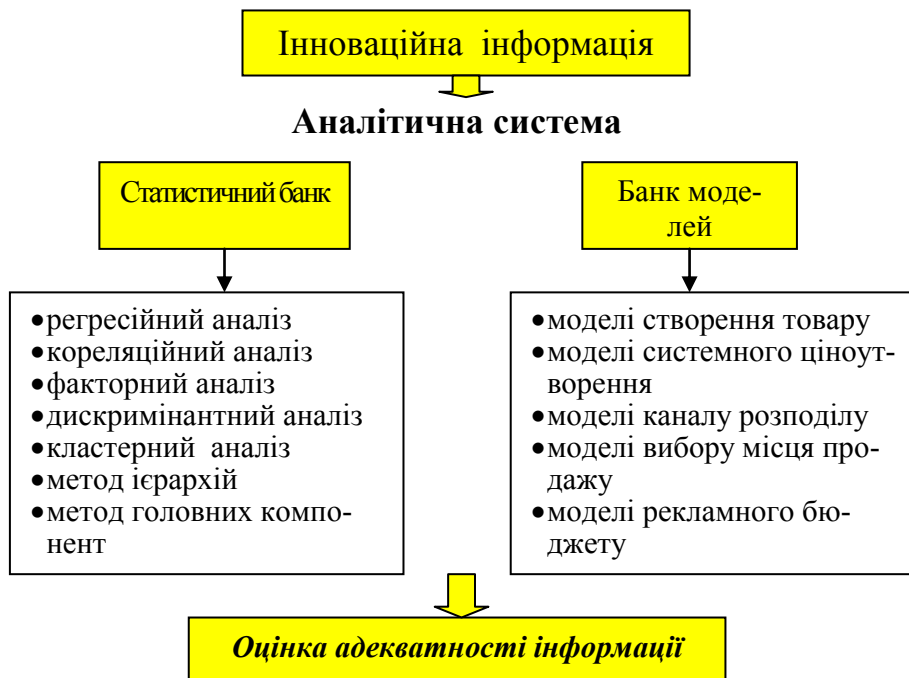 Інноваційна інформація
Аналітична система
Статистичний банк
Банк моде-
лей
•регресійний аналіз
•кореляційний аналіз
•факторний аналіз
•дискримінантний аналіз
•кластерний аналіз
•метод ієрархій
•метод головних компо-
нент
•моделі створення товару
•моделі системного ціноут-
ворення
•моделі каналу розподілу
•моделі вибору місця про-
дажу
•моделі рекламного бю-
джету
Оцінка адекватності інформації